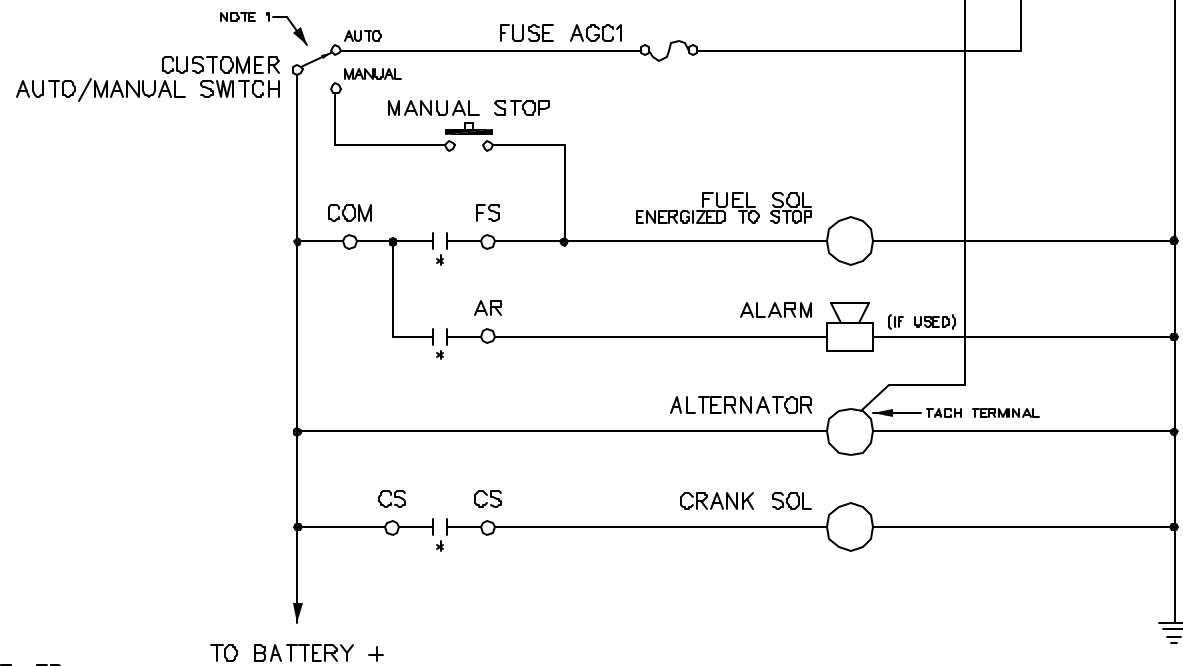 NOTE 1
AUTO
FUSE AGC1
CUSTOMER
AUTO/MANUAL SWITCH
MANUAL
MANUAL STOP
COM
FS
FUEL SOL
ENERGIZED TO STOP
*
AR
ALARM
(IF USED)
*
ALTERNATOR
TACH TERMINAL
CS
CS
CRANK SOL
*
TO BATTERY +